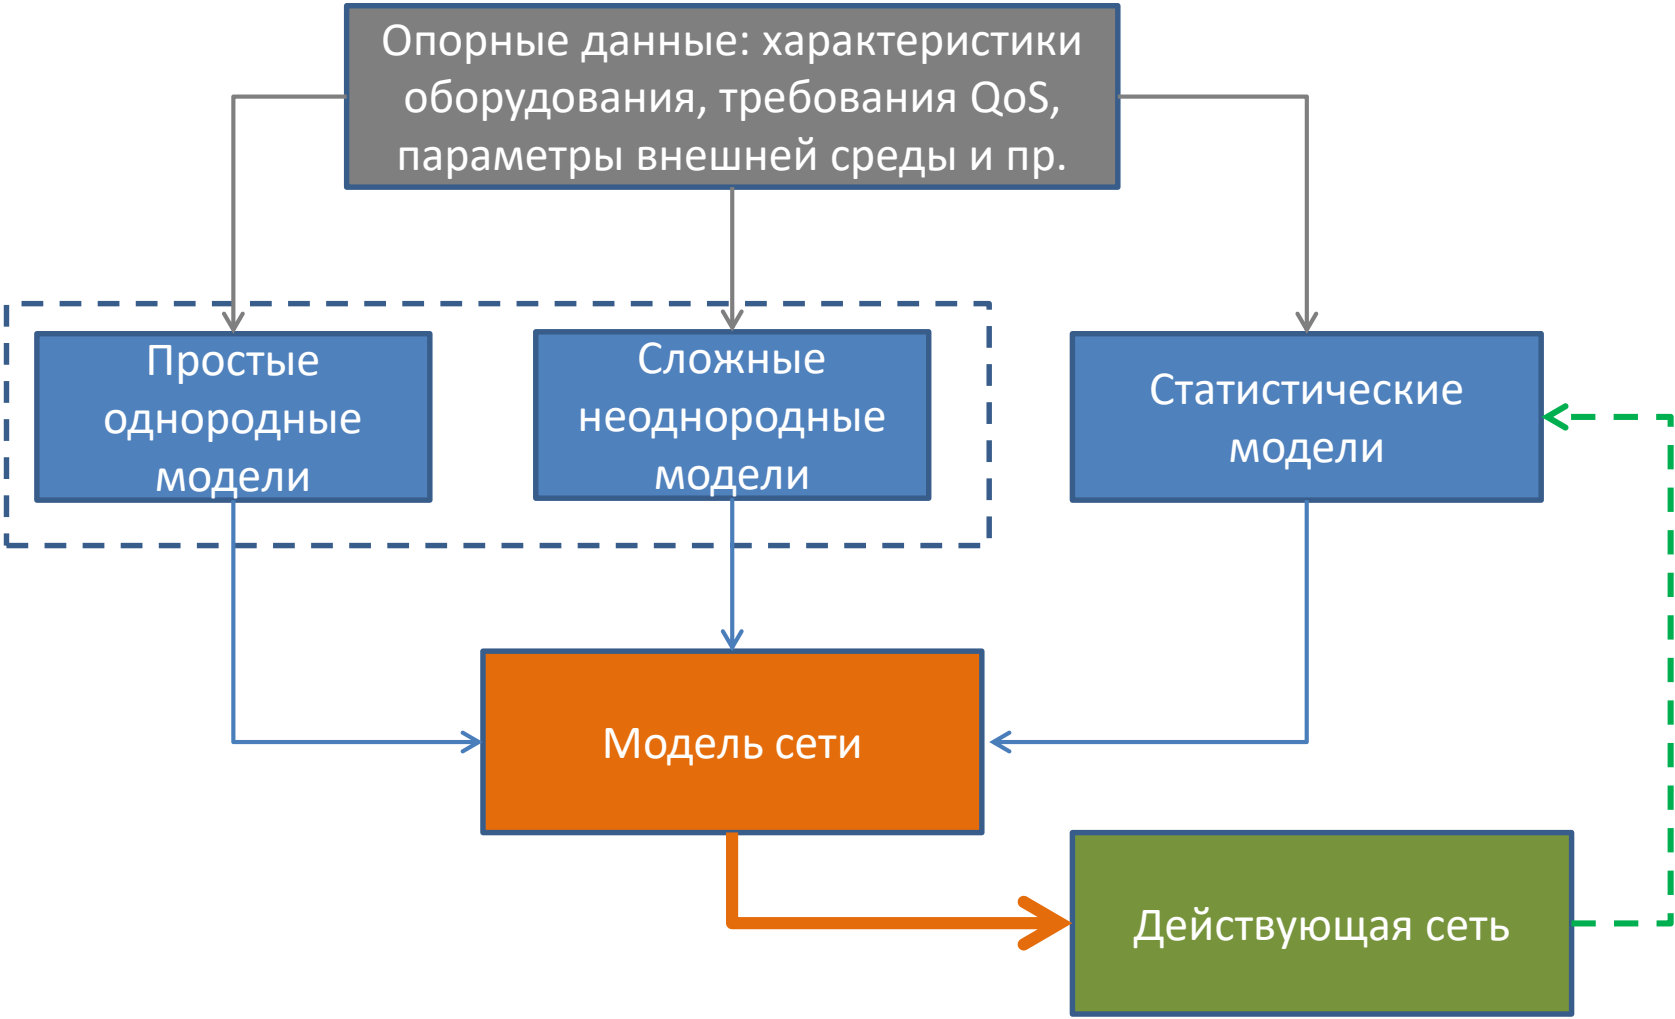 Опорные данные: характеристики
оборудования, требования QoS,
параметры внешней среды и пр.
Простые
однородные
модели
Сложные
неоднородные
модели
Статистические
модели
Модель сети
Действующая сеть